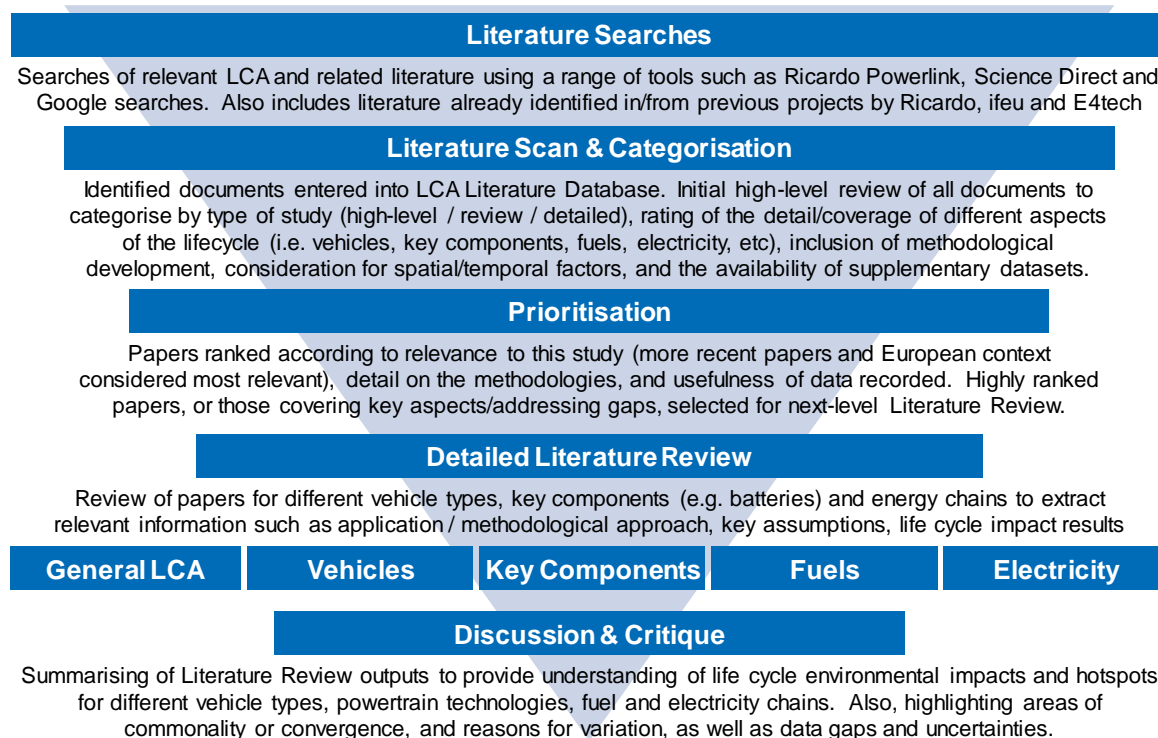 Literature Searches
Searches of relevant LCA and related literature using a range of tools such as Ricardo Powerlink, Science Direct and
Google searches. Also includes literature already identified in/from previous projects by Ricardo, ifeu and E4tech
Literature Scan & Categorisation
Identified documents entered into LCA Literature Database. Initial high-level review of all documents to
categorise by type of study (high-level / review / detailed), rating of the detail/coverage of different aspects
of the lifecycle (i.e. vehicles, key components, fuels, electricity, etc), inclusion of methodological
development, consideration for spatial/temporal factors, and the availability of supplementary datasets.
Prioritisation
Papers ranked according to relevance to this study (more recent papers and European context
considered most relevant), detail on the methodologies, and usefulness of data recorded. Highly ranked
papers, or those covering key aspects/addressing gaps, selected for next-level Literature Review.
Detailed Literature Review
Review of papers for different vehicle types, key components (e.g. batteries) and energy chains to extract
relevant information such as application / methodological approach, key assumptions, life cycle impact results
General LCA
Vehicles
Key Components
Fuels
Electricity
Discussion & Critique
Summarising of Literature Review outputs to provide understanding of life cycle environmental impacts and hotspots
for different vehicle types, powertrain technologies, fuel and electricity chains. Also, highlighting areas of
commonality or convergence, and reasons for variation, as well as data gaps and uncertainties.